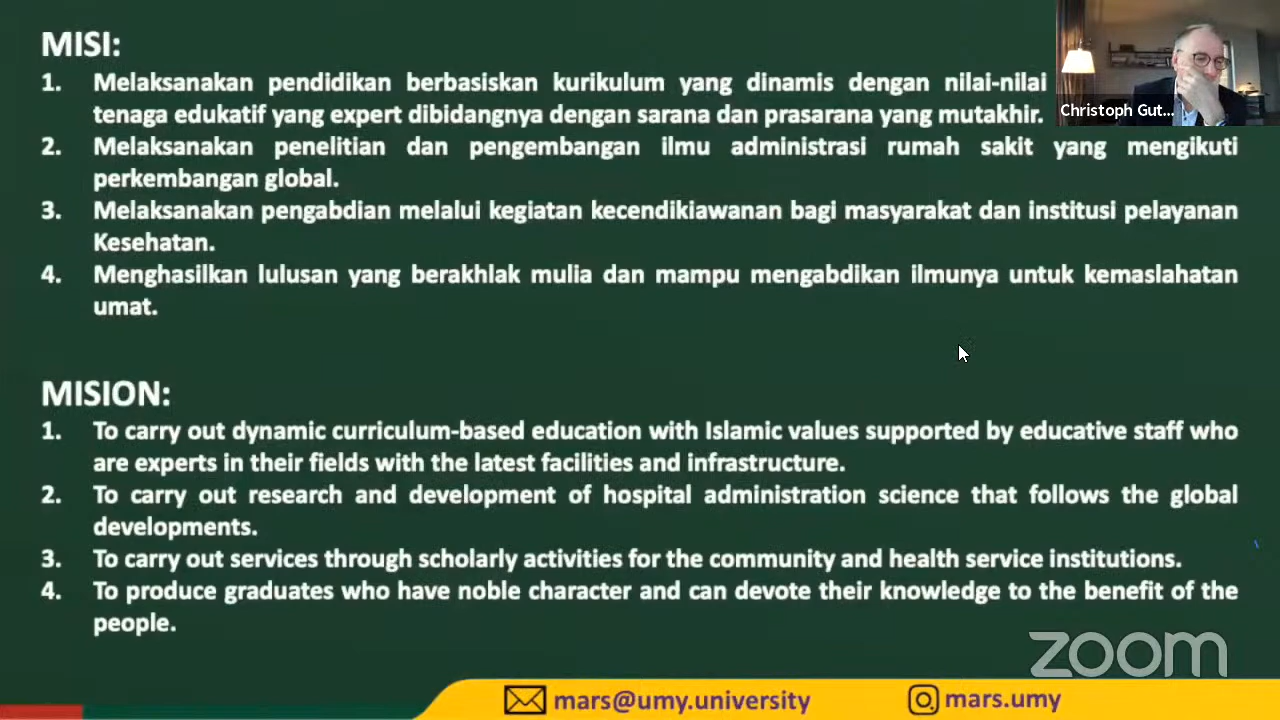 MISI:
1. Melaksanakan pendidikan berbasiskan kurikulum yang dinamis dengan nilai-nilai
tenaga edukatif yang expert dibidangnya dengan sarana dan prasarana yang mutakhir.
2. Melaksanakan penelitian dan pengembangan ilmu administrasi rumah sakit yang mengikuti
perkembangan global.
3. Melaksanakan pengabdian melalui kegiatan kecendikiawanan bagi masyarakat dan institusi pelayanan
Kesehatan.
4. Menghasilkan lulusan yang berakhlak mulia dan mampu mengabdikan ilmunya untuk kemaslahatan
umat.
Christoph Gut...
MISION:
1. To carry out dynamic curriculum-based education with Islamic values supported by educative staff who
are experts in their fields with the latest facilities and infrastructure.
2. To carry out research and development of hospital administration science that follows the global
developments.
3. To carry out services through scholarly activities for the community and health service institutions.
4. To produce graduates who have noble character and can devote their knowledge to the benefit of the
people.
zoom
mars@umy.university
mars.umy